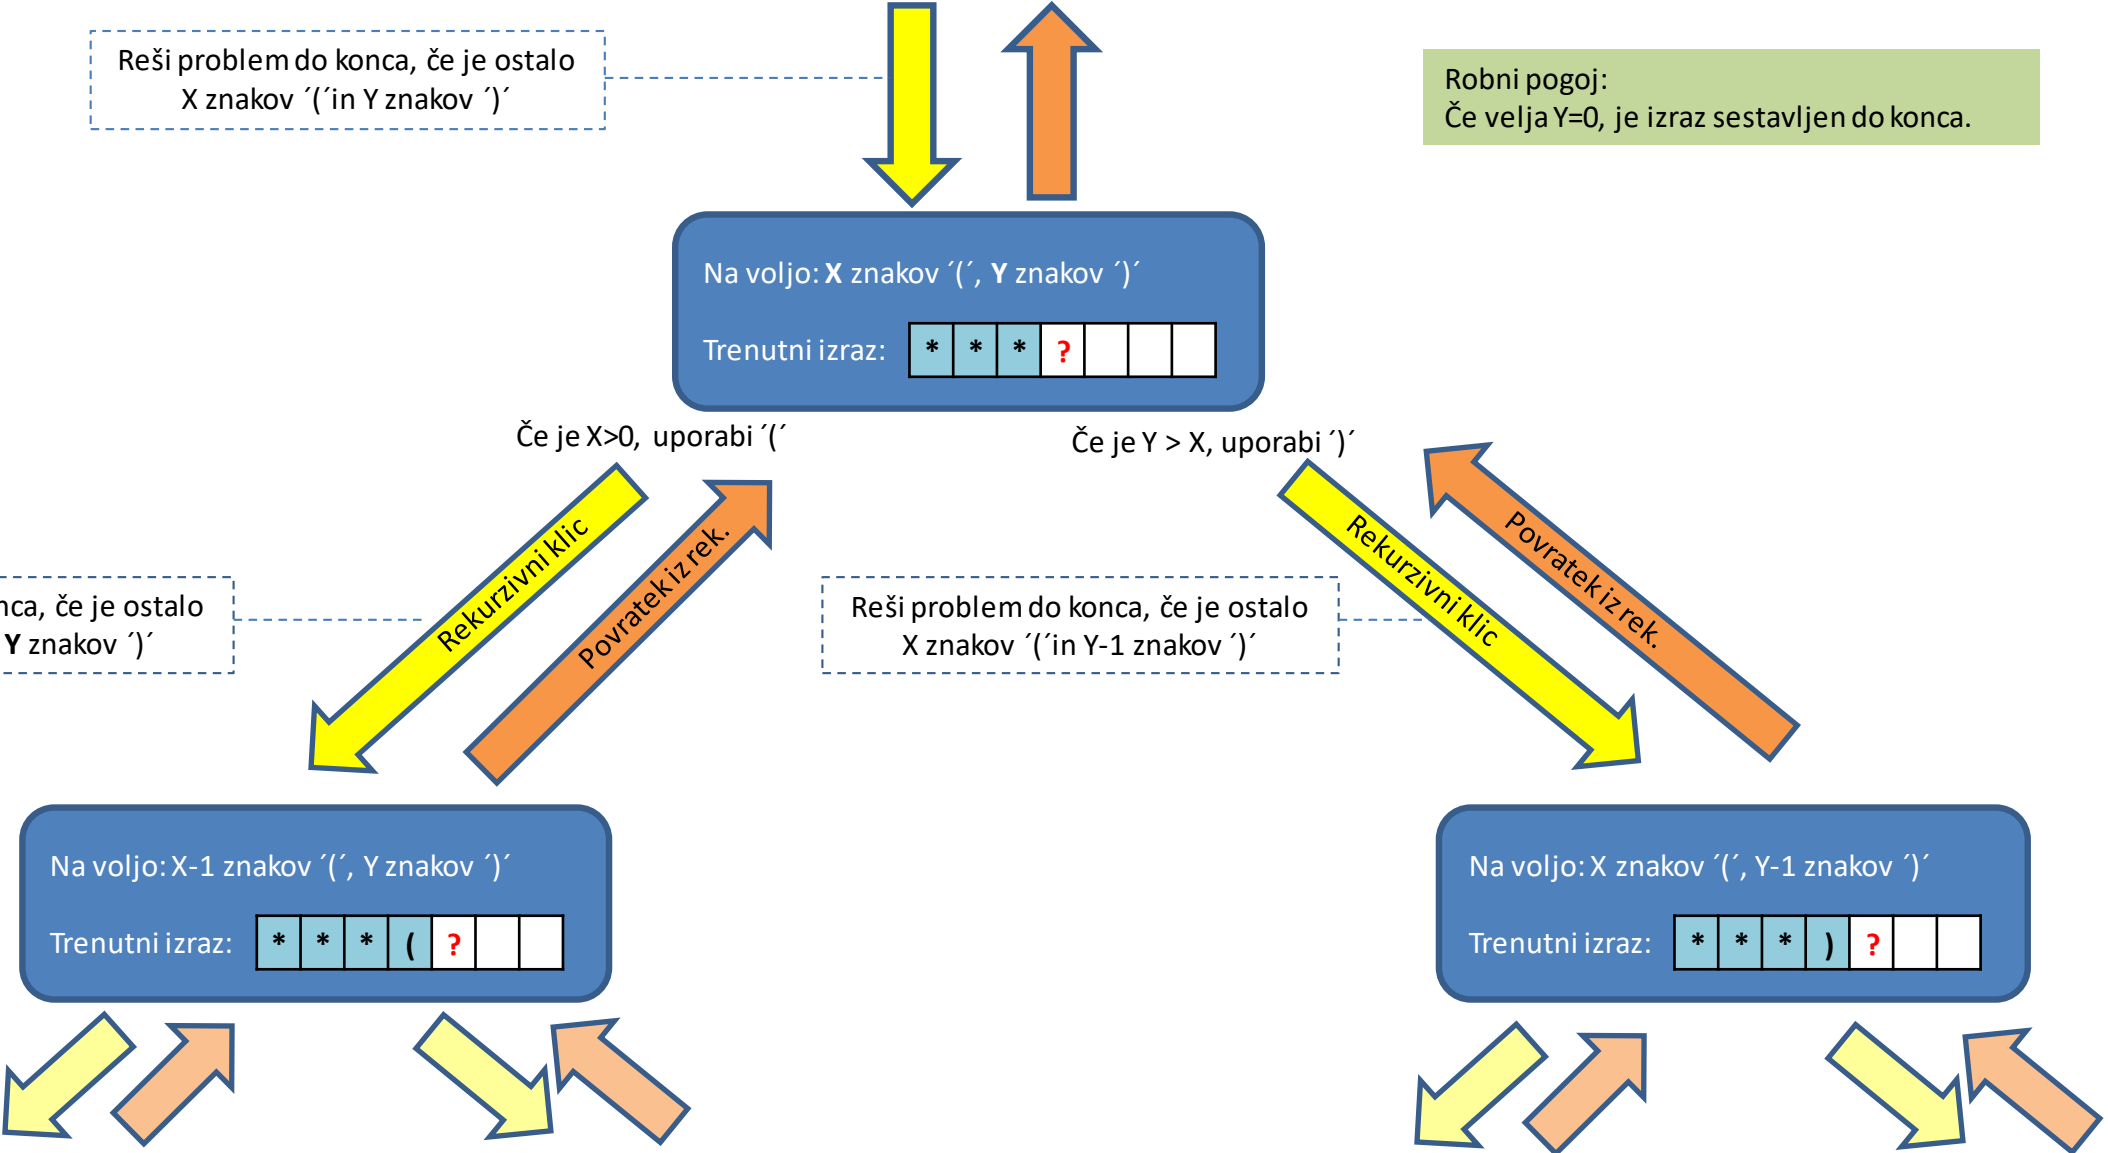 Reši problem do konca, če je ostalo
X znakov ´(´in Y znakov ´)´
Robni pogoj:
Če velja Y=0, je izraz sestavljen do konca.
Na voljo: X znakov ´(´, Y znakov ´)´
Trenutni izraz: * * * ?
Če je X>0, uporabi ´(´
Če je Y > X, uporabi ´)´
Rekurzivni klic
Povratek iz rek.
Rekurzivni klic
Povratek iz rek.
če je ostalo
Y znakov ´)´
Reši problem do konca, če je ostalo
X znakov ´(´in Y-1 znakov ´)´
Na voljo: X-1 znakov ´(´, Y znakov ´)´
Trenutni izraz: * * * ( ?
Na voljo: X znakov ´(´, Y-1 znakov ´)´
Trenutni izraz: * * * ) ?